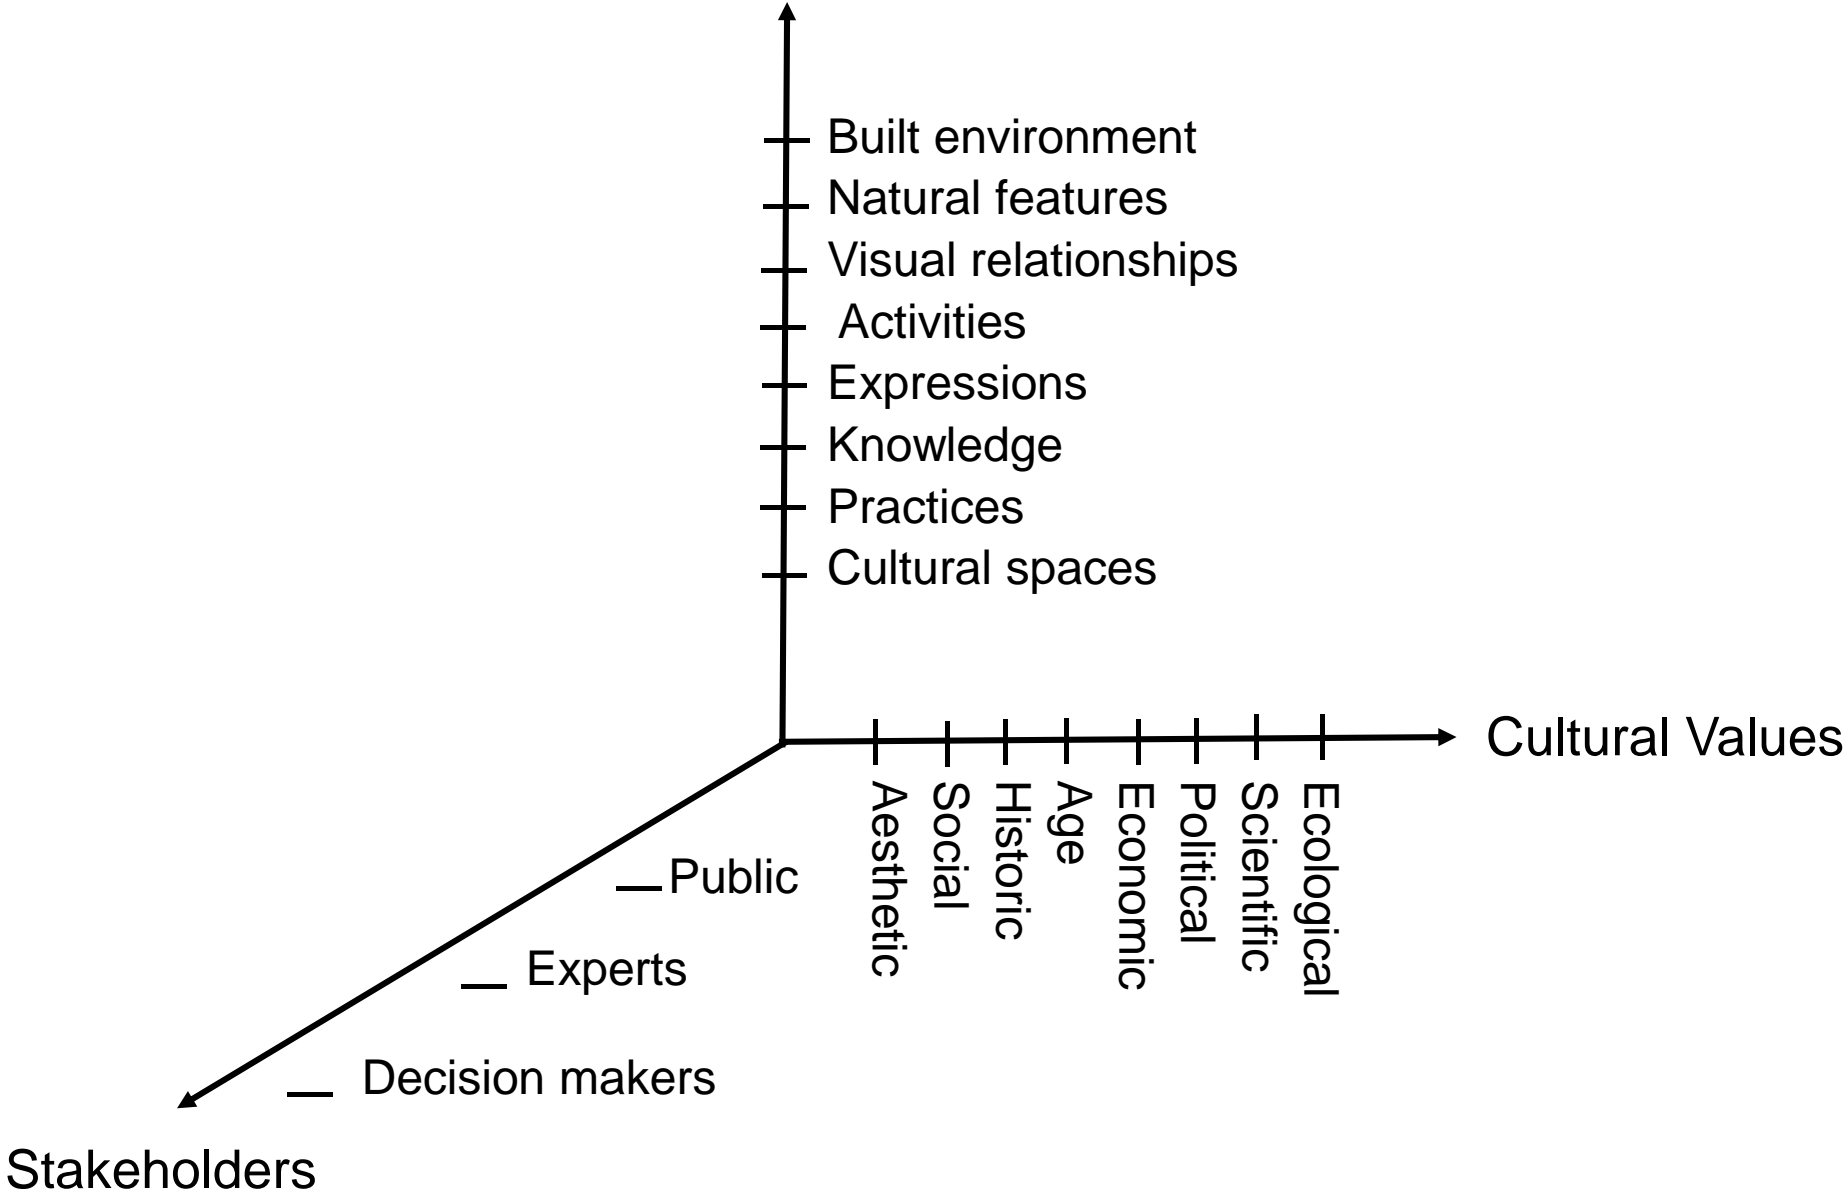 Built environment
Natural features
Visual relationships
Activities
Expressions
Knowledge
Practices
Cultural spaces
Cultural Values
Aesthetic
Social
Historic
Age
Economic
Political
Scientific
Ecological
Public
Experts
Decision makers
Stakeholders